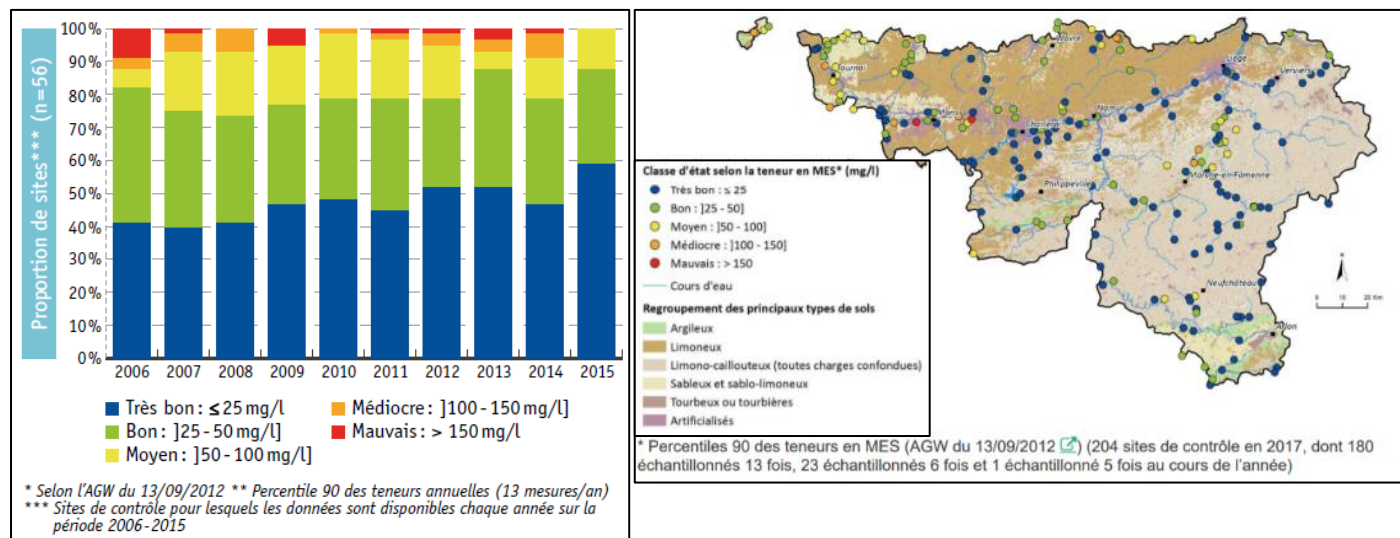 Proportion de sites*** (n=56)
100%
90%
80%
70%
60%
50%
40%
30%
20%
10%
0%
2006 2007 2008 2009 2010 2011 2012 2013 2014 2015
Très bon : ≤25 mg/l
Bon : ]25-50 mg/l]
Moyen : ]50-100 mg/l]
Médiocre : ]100-150 mg/l]
Mauvais : > 150 mg/l
* Selon l'AGW du 13/09/2012 ** Percentile 90 des teneurs annuelles (13 mesures/an)
*** Sites de contrôle pour lesquels les données sont disponibles chaque année sur la
période 2006-2015
Tournai
Wavre
Liège
Verviers
Mons
Charleroi
Namur
Philippeville
Marche-en-Famenne
Neufchâteau
Arlon
N
0 10 20 Km
Classe d'état selon la teneur en MES* (mg/l)
Très bon : ≤ 25
Bon : ]25 - 50]
Moyen : ]50 - 100]
Médiocre : ]100 - 150]
Mauvais : > 150
Cours d'eau
Regroupement des principaux types de sols
Argileux
Limoneux
Limono-caillouteux (toutes charges confondues)
Sableux et sablo-limoneux
Tourbeux ou tourbières
Artificialisés
* Percentiles 90 des teneurs en MES (AGW du 13/09/2012 ) (204 sites de contrôle en 2017, dont 180
échantillonnés 13 fois, 23 échantillonnés 6 fois et 1 échantillonné 5 fois au cours de l'année)